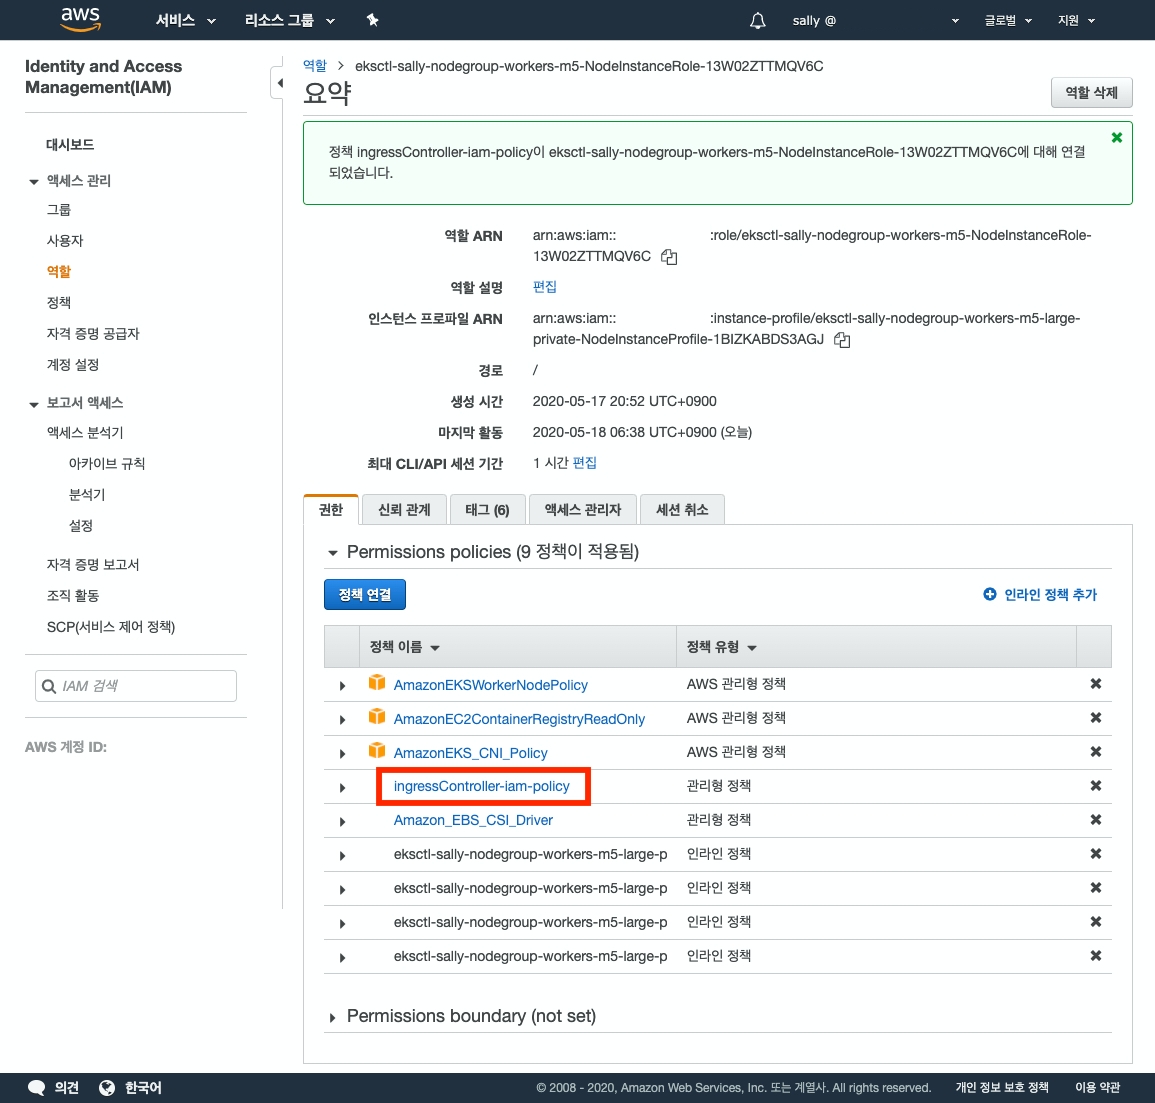 aws 서비스 리소스 그룹 sally @ 글로벌 지원
Identity and Access
Management(IAM)
대시보드
액세스 관리
그룹
사용자
역할
정책
자격 증명 공급자
계정 설정
보고서 액세스
액세스 분석기
아카이브 규칙
분석기
설정
자격 증명 보고서
조직 활동
SCP(서비스 제어 정책)
IAM 검색
AWS 계정 ID:
역할 > eksctl-sally-nodegroup-workers-m5-NodeInstanceRole-13W02ZTTMQV6C
요약
역할 삭제
정책 ingressController-iam-policy이 eksctl-sally-nodegroup-workers-m5-NodeInstanceRole-13W02ZTTMQV6C에 대해 연결
되었습니다.
역할 ARN arn:aws:iam:: :role/eksctl-sally-nodegroup-workers-m5-NodeInstanceRole-
13W02ZTTMQV6C
역할 설명 편집
인스턴스 프로파일 ARN arn:aws:iam:: :instance-profile/eksctl-sally-nodegroup-workers-m5-large-
private-NodeInstanceProfile-1BIZKABDS3AGJ
경로 /
생성 시간 2020-05-17 20:52 UTC+0900
마지막 활동 2020-05-18 06:38 UTC+0900 (오늘)
최대 CLI/API 세션 기간 1 시간 편집
권한 신뢰 관계 태그 (6) 액세스 관리자 세션 취소
Permissions policies (9 정책이 적용됨)
정책 연결 인라인 정책 추가
정책 이름 정책 유형
AmazonEKSWorkerNodePolicy AWS 관리형 정책
AmazonEC2ContainerRegistryReadOnly AWS 관리형 정책
AmazonEKS_CNI_Policy AWS 관리형 정책
ingressController-iam-policy 관리형 정책
Amazon_EBS_CSI_Driver 관리형 정책
eksctl-sally-nodegroup-workers-m5-large-p 인라인 정책
eksctl-sally-nodegroup-workers-m5-large-p 인라인 정책
eksctl-sally-nodegroup-workers-m5-large-p 인라인 정책
eksctl-sally-nodegroup-workers-m5-large-p 인라인 정책
Permissions boundary (not set)
의견 한국어 © 2008 - 2020, Amazon Web Services, Inc. 또는 계열사. All rights reserved. 개인 정보 보호 정책 이용 약관